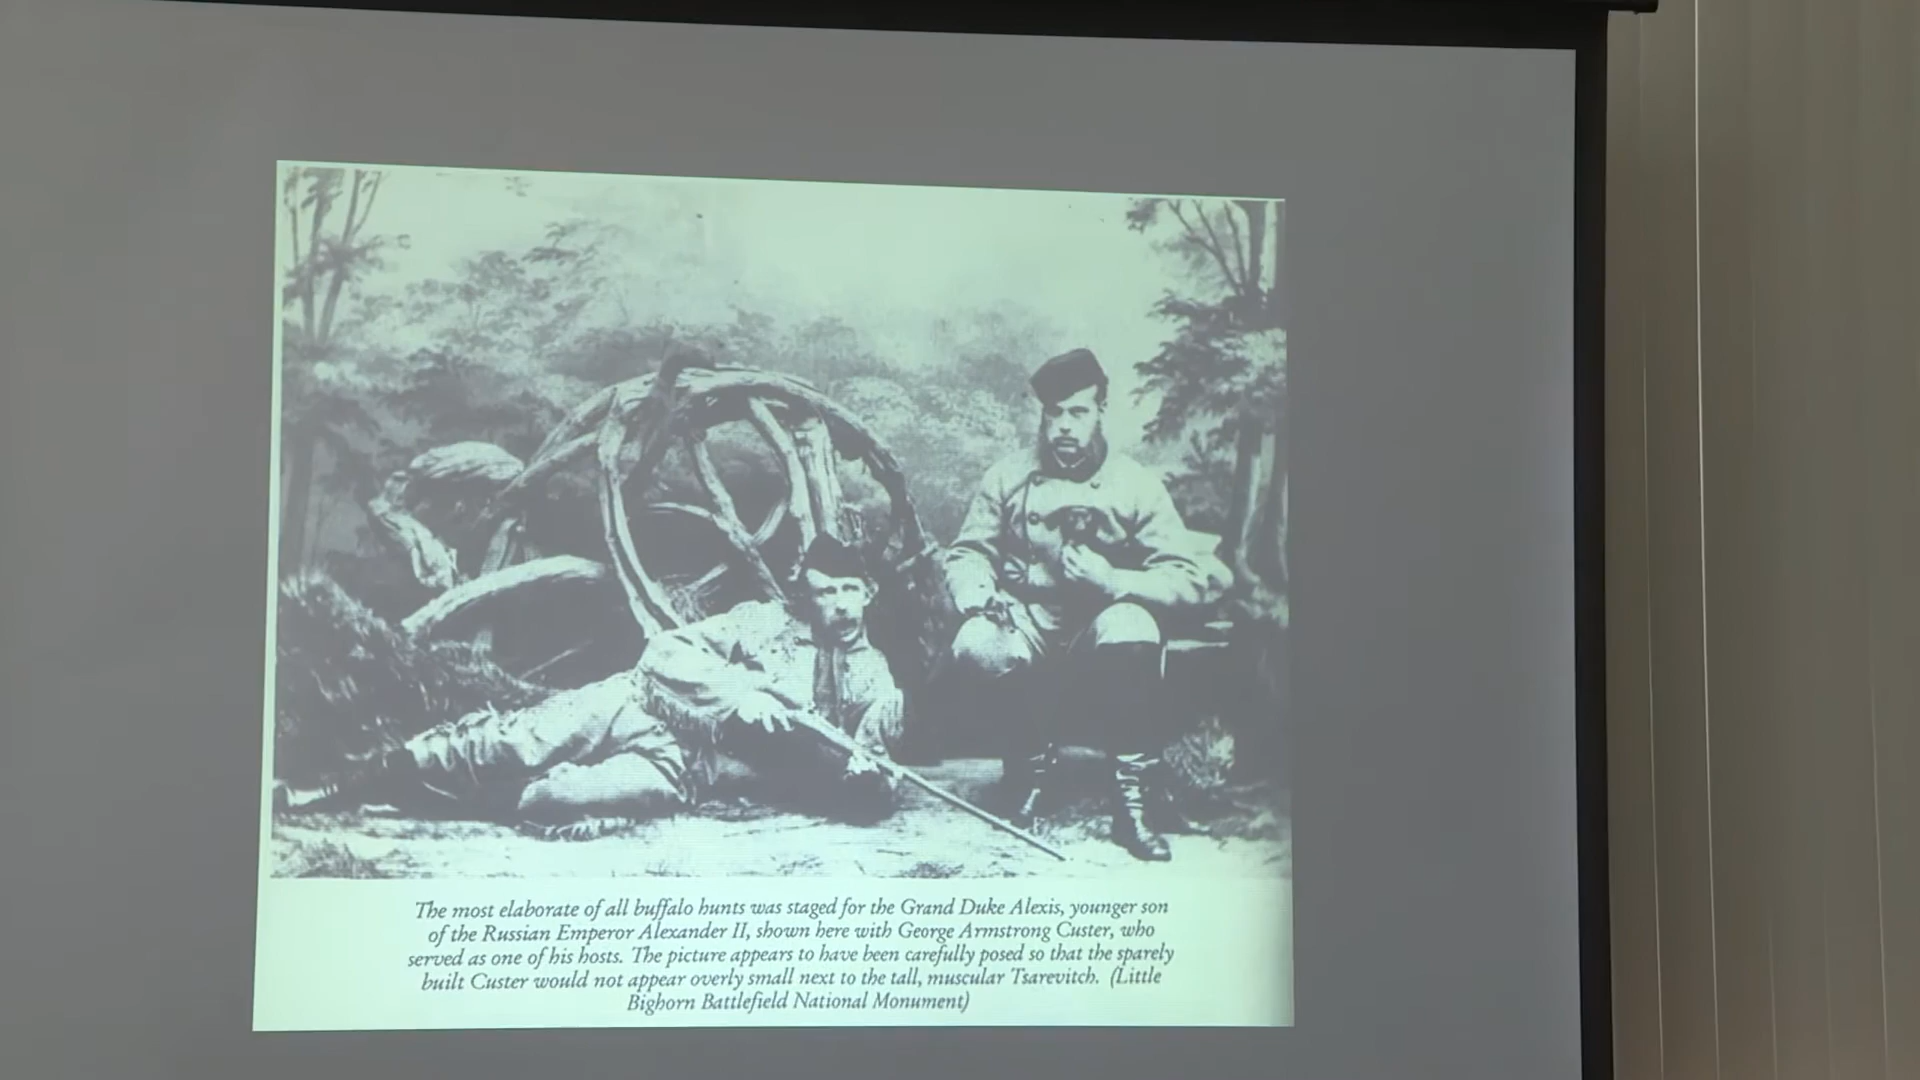 The most elaborate of all buffalo hunts was staged for the Grand Duke Alexis, younger son
of the Russian Emperor Alexander II, shown here with George Armstrong Custer, who
served as one of his hosts. The picture appears to have been carefully posed so that the sparely
built Custer would not appear overly small next to the tall, muscular Tsarevitch. (Little
Bighorn Battlefield National Monument)